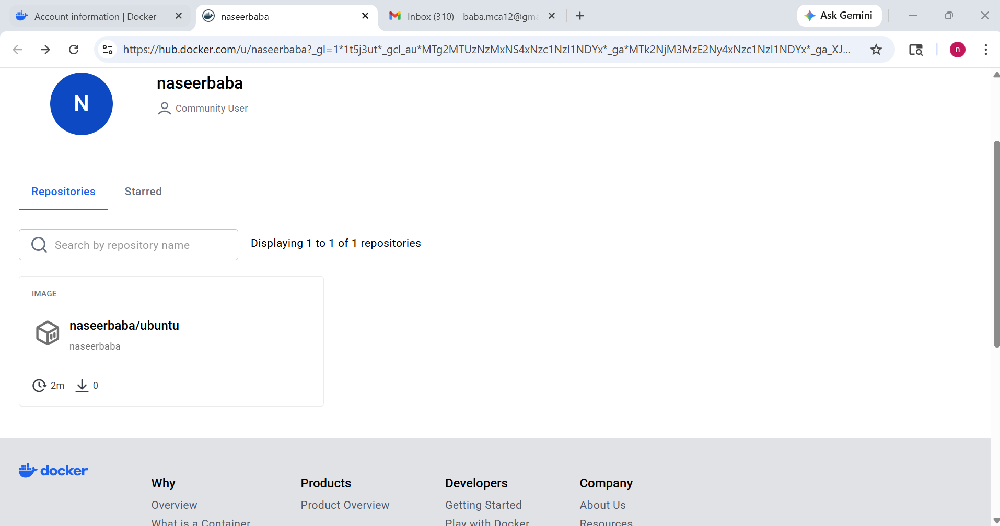 Account information | Docker
naseerbaba
Inbox (310) - baba.mca12@gma
Ask Gemini
https://hub.docker.com/u/naseerbaba?_gl=1*1t5j3ut*_gcl_au*MTg2MTUzNzMxNS4xNzc1NzI1NDYx*_ga*MTk2NjM3MzE2Ny4xNzc1NzI1NDYx*_ga_XJ...
n
N
naseerbaba
Community User
Repositories
Starred
Search by repository name
Displaying 1 to 1 of 1 repositories
IMAGE
naseerbaba/ubuntu
naseerbaba
2m
0
docker
Why
Products
Developers
Company
Overview
Product Overview
Getting Started
About Us
What is a Container
Play with Docker
Resources